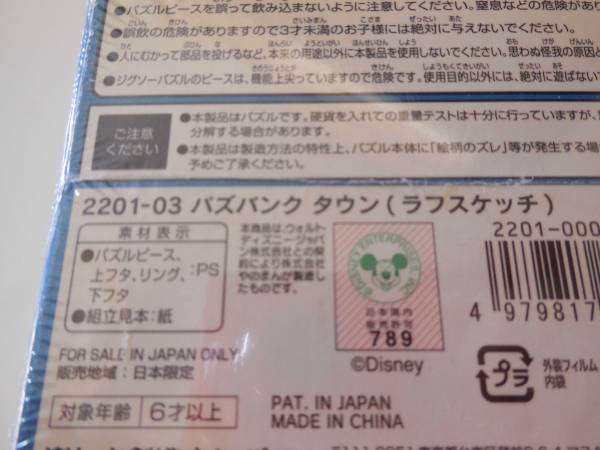 ●パズルピースを誤って飲み込まないように注意してください。窒息などの危険があり
●誤飲の危険がありますので3才未満のお子様には絶対に与えないでください。
●人にむかって部品を投げるなど、本来の用途以外に本製品を使用しないでください。思わぬ怪我の原因と
●ジグソーパズルのピースは、機能上尖っていますので危険です。使用目的以外には、絶対に遊ばない
ご注意
ください
●本製品はパズルです。硬貨を入れての重量テストは十分に行っていますが、
分解する場合があります。
●本製品は製造方法の特性上、パズル本体に「絵柄のズレ」等が発生する場合
予めご了承ください。
2201-03 パズバンク タウン(ラフスケッチ)
素材表示
●パズルピース、
上フタ、リング、:PS
下フタ
●組立見本:紙
本商品は、ウォルト・
ディズニー・ジャパ
ン株式会社との契
約により株式会社
やのまんが製造し
たものです。
DISNEY ENTERPRISES, INC.
日本国内
販売許可
789
©Disney
2201-000
4 979817
プラ
外装フィルム
内袋
FOR SALE IN JAPAN ONLY
販売地域:日本限定
対象年齢 6才以上
PAT. IN JAPAN
MADE IN CHINA